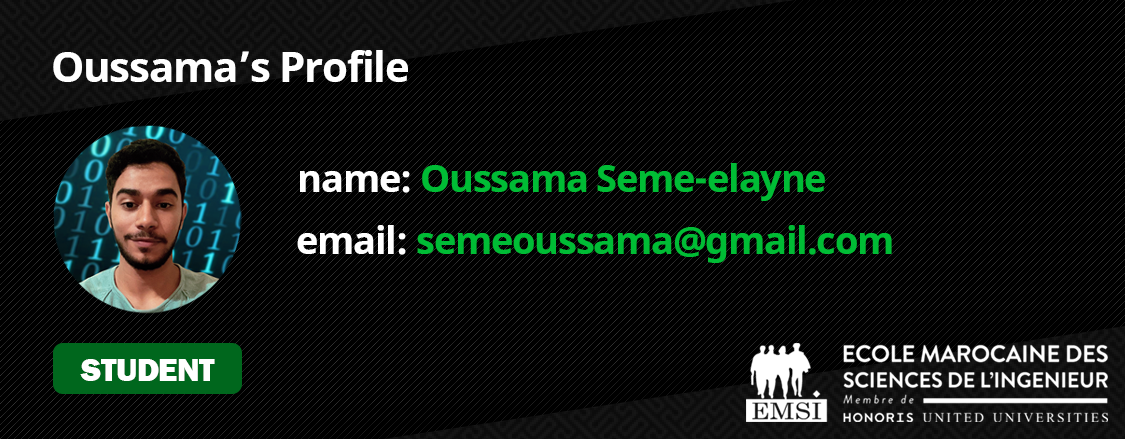 Oussama’s Profile
name: Oussama Seme-elayne
email: semeoussama@gmail.com
STUDENT
ECOLE MAROCAINE DES
SCIENCES DE L’INGENIEUR
Membre de
HONORIS UNITED UNIVERSITIES
EMSI